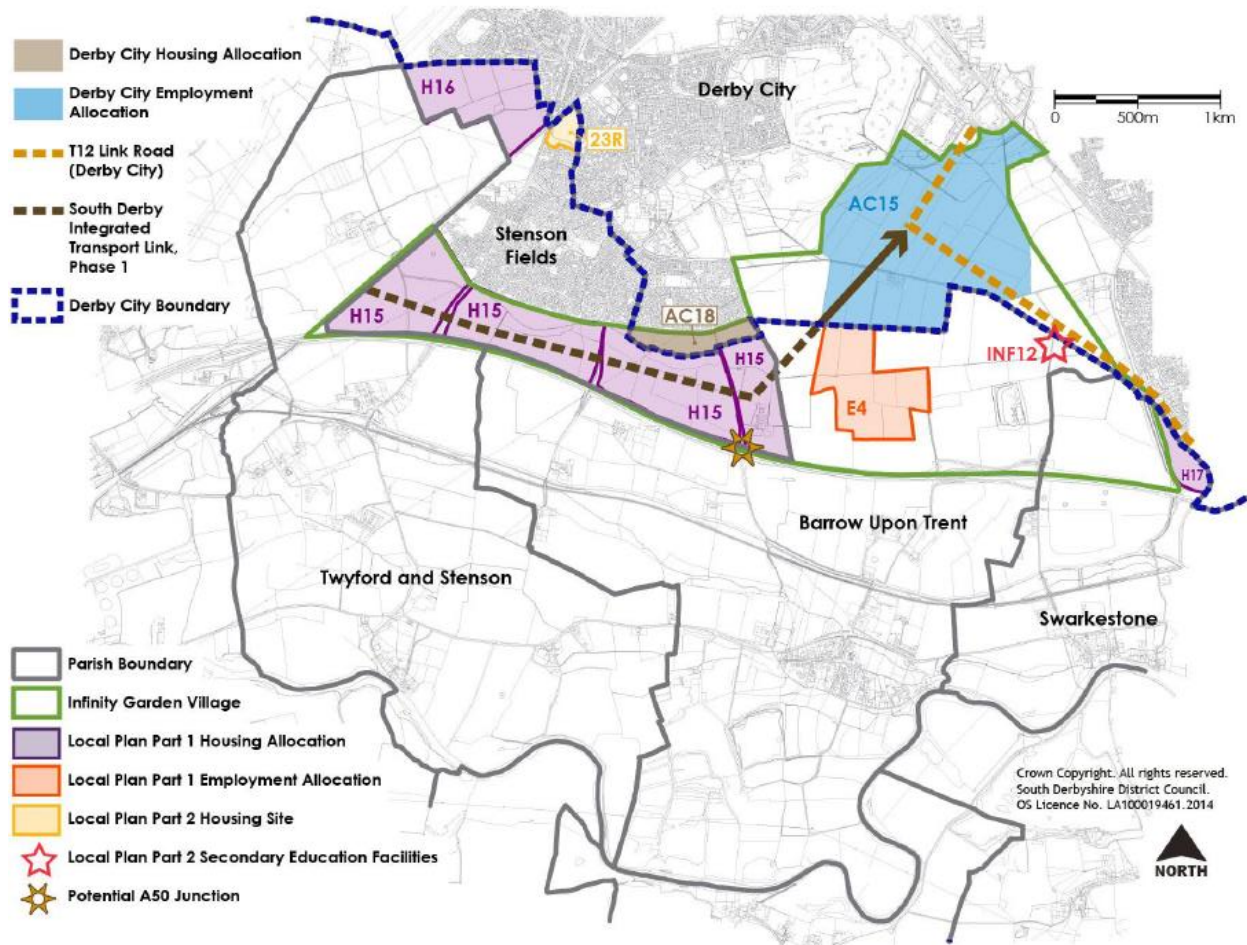 Derby City Housing Allocation
Derby City Employment
Allocation
T12 Link Road
(Derby City)
South Derby
Integrated
Transport Link,
Phase 1
Derby City Boundary
H16
23R
Derby City
0 500m 1km
AC15
Stenson
Fields
H15
H15
AC18
H15
H15
INF12
E4
H17
Barrow Upon Trent
Twyford and Stenson
Swarkestone
Parish Boundary
Infinity Garden Village
Local Plan Part 1 Housing Allocation
Local Plan Part 1 Employment Allocation
Local Plan Part 2 Housing Site
Local Plan Part 2 Secondary Education Facilities
Potential A50 Junction
Crown Copyright. All rights reserved.
South Derbyshire District Council.
OS Licence No. LA100019461.2014
NORTH